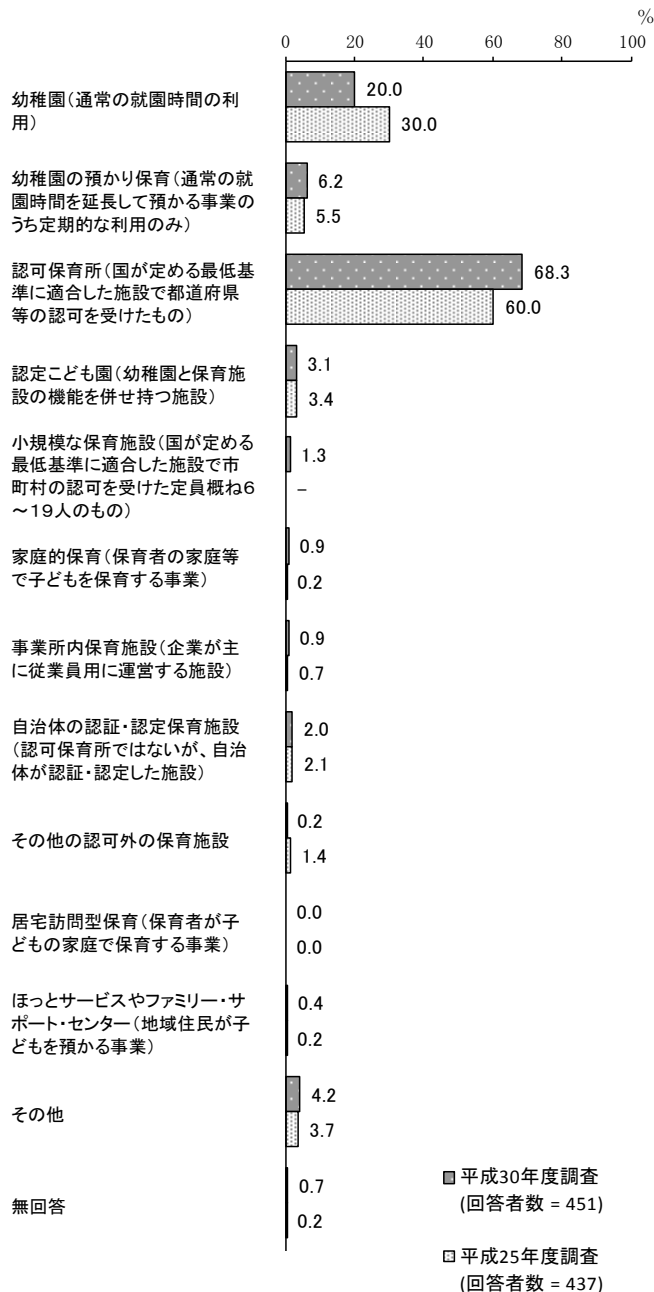 %
0 20 40 60 80 100
幼稚園(通常の就園時間の利
用)
20.0
30.0
幼稚園の預かり保育(通常の就
園時間を延長して預かる事業の
うち定期的な利用のみ)
6.2
5.5
認可保育所(国が定める最低基
準に適合した施設で都道府県
等の認可を受けたもの)
68.3
60.0
認定こども園(幼稚園と保育施
設の機能を併せ持つ施設)
3.1
3.4
小規模な保育施設(国が定める
最低基準に適合した施設で市
町村の認可を受けた定員概ね6
～19人のもの)
1.3
–
家庭的保育(保育者の家庭等
で子どもを保育する事業)
0.9
0.2
事業所内保育施設(企業が主
に従業員用に運営する施設)
0.9
0.7
自治体の認証・認定保育施設
(認可保育所ではないが、自治
体が認証・認定した施設)
2.0
2.1
その他の認可外の保育施設
0.2
1.4
居宅訪問型保育(保育者が子
どもの家庭で保育する事業)
0.0
0.0
ほっとサービスやファミリー・サ
ポート・センター(地域住民が子
どもを預かる事業)
0.4
0.2
その他
4.2
3.7
無回答
0.7
0.2
平成30年度調査
(回答者数 = 451)
平成25年度調査
(回答者数 = 437)